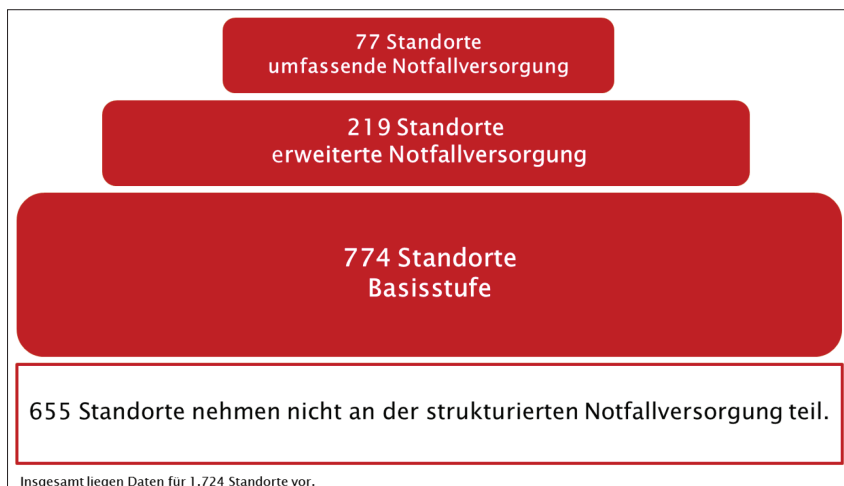 77 Standorte
umfassende Notfallversorgung
219 Standorte
erweiterte Notfallversorgung
774 Standorte
Basisstufe
655 Standorte nehmen nicht an der strukturierten Notfallversorgung teil.
Insgesamt liegen Daten für 1.724 Standorte vor.